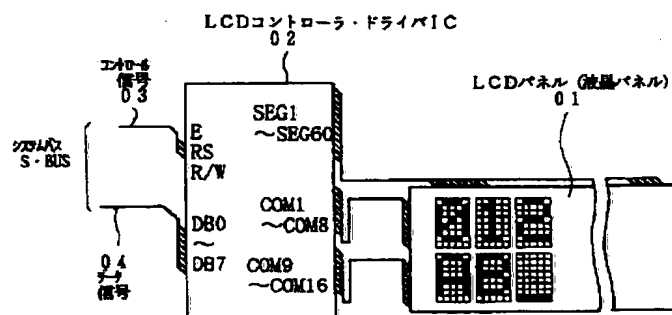 LCDコントローラ・ドライバIC
02
コントロール
信号
03
LCDパネル（液晶パネル）
01
SEG1
～SEG60
E
RS
R/W
システムバス
S・BUS
COM1
～COM8
DB0
～
DB7
COM9
～COM16
04
データ
信号